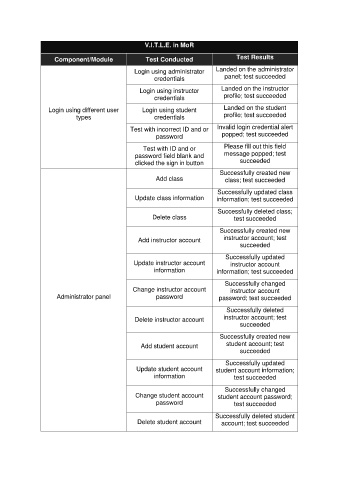 V.I.T.L.E. in MoR
Component/Module
Test Conducted
Test Results
Login using different user
types
Login using administrator
credentials
Landed on the administrator
panel; test succeeded
Login using instructor
credentials
Landed on the instructor
profile; test succeeded
Login using student
credentials
Landed on the student
profile; test succeeded
Test with incorrect ID and or
password
Invalid login credential alert
popped; test succeeded
Test with ID and or
password field blank and
clicked the sign in button
Please fill out this field
message popped; test
succeeded
Administrator panel
Add class
Successfully created new
class; test succeeded
Update class information
Successfully updated class
information; test succeeded
Delete class
Successfully deleted class;
test succeeded
Add instructor account
Successfully created new
instructor account; test
succeeded
Update instructor account
information
Successfully updated
instructor account
information; test succeeded
Change instructor account
password
Successfully changed
instructor account
password; test succeeded
Delete instructor account
Successfully deleted
instructor account; test
succeeded
Add student account
Successfully created new
student account; test
succeeded
Update student account
information
Successfully updated
student account information;
test succeeded
Change student account
password
Successfully changed
student account password;
test succeeded
Delete student account
Successfully deleted student
account; test succeeded